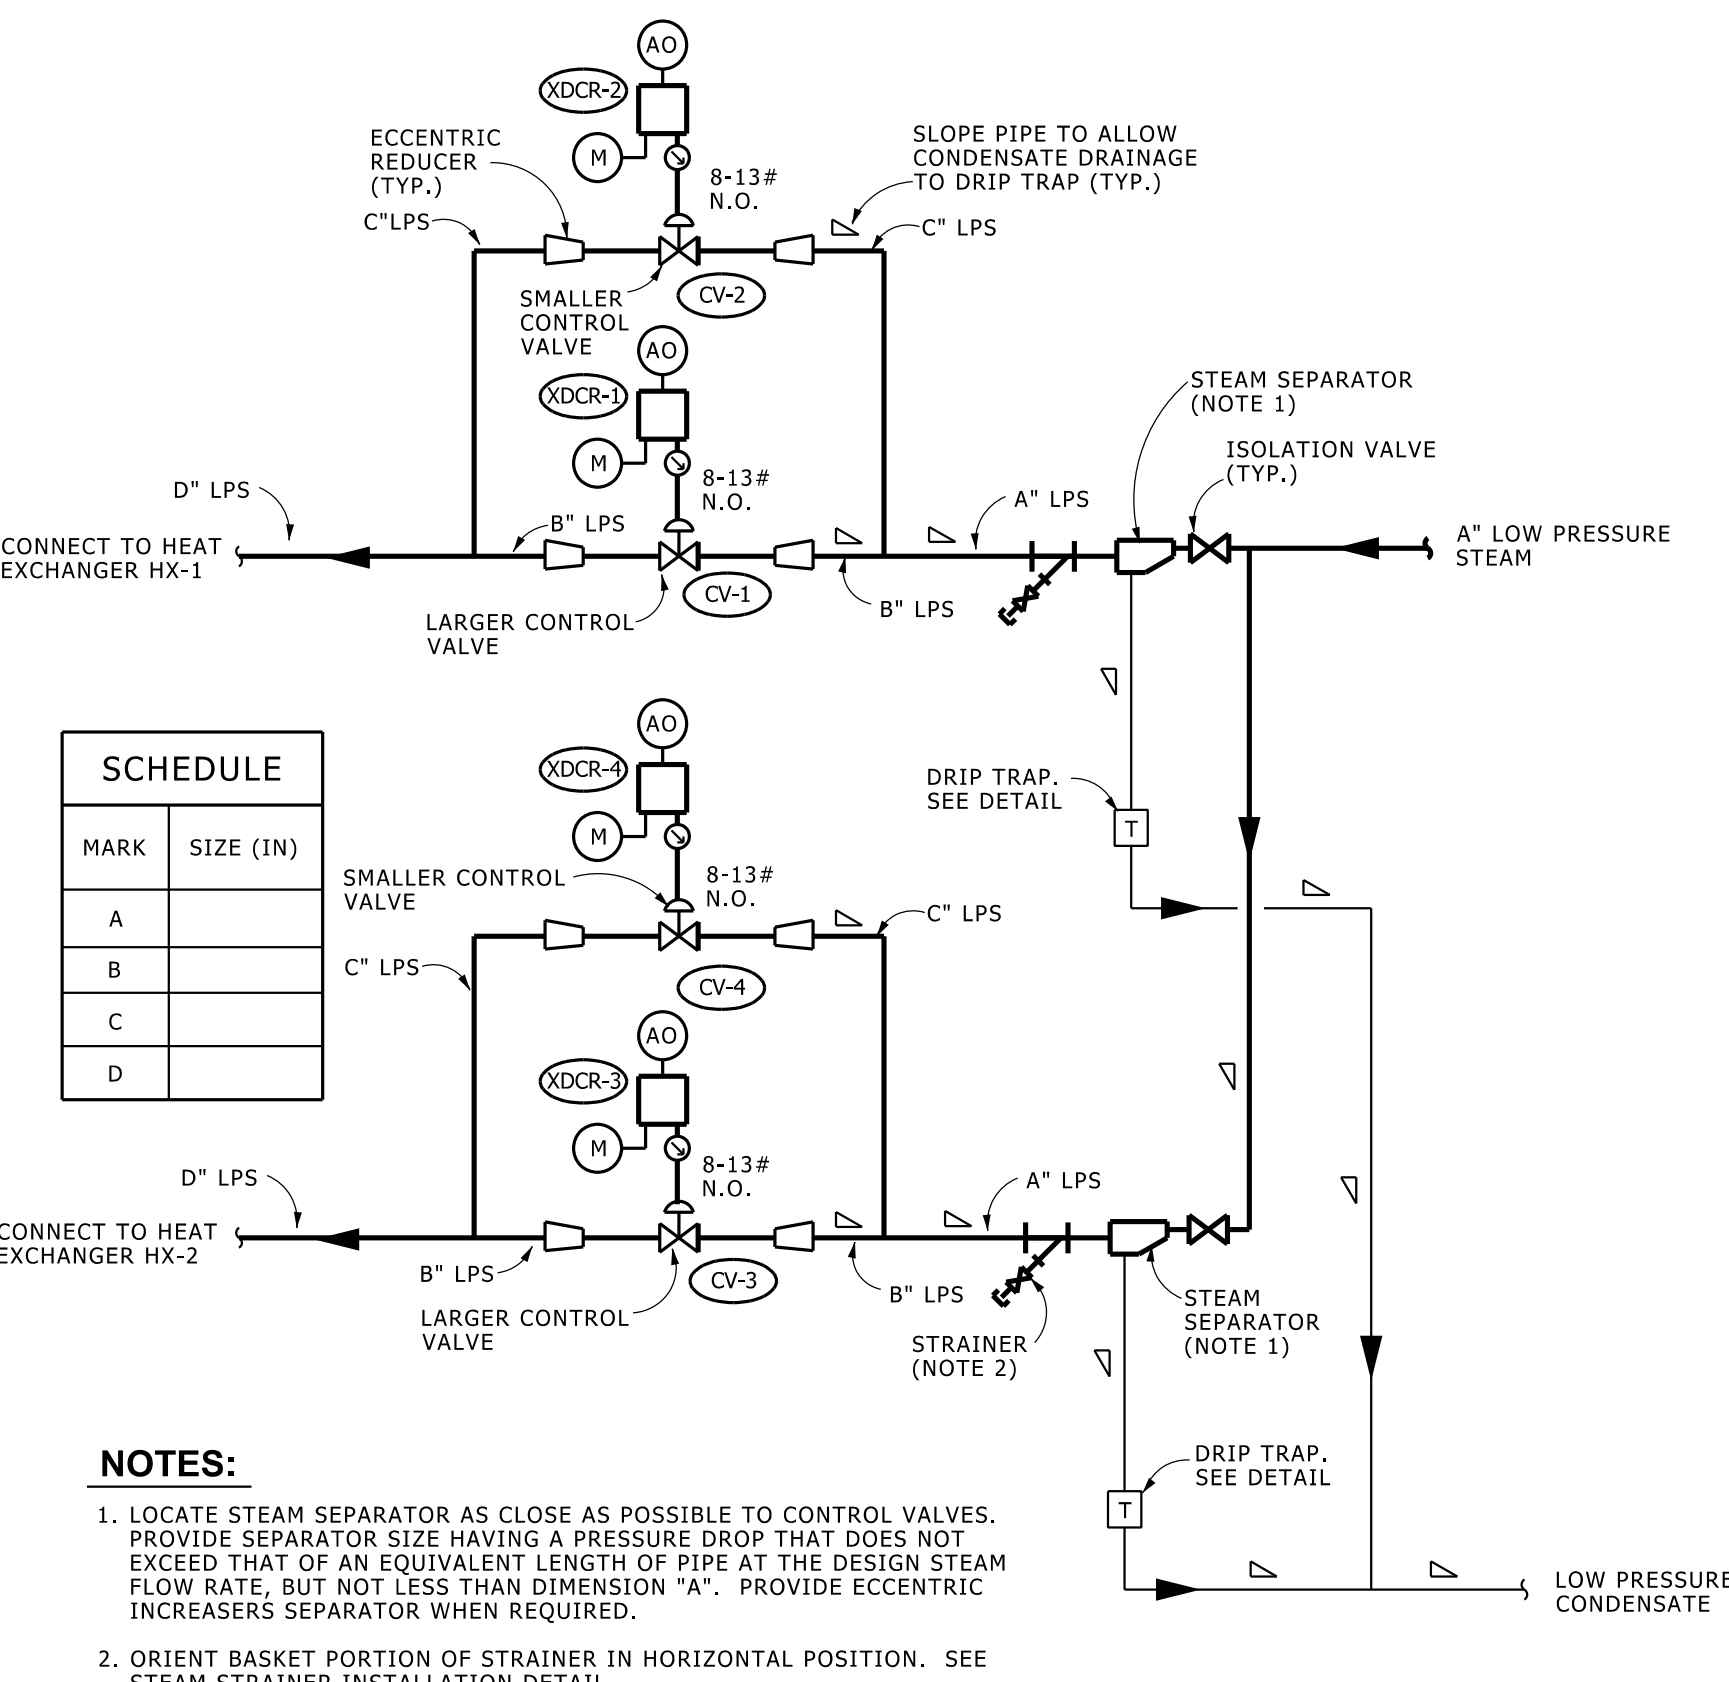 AO
XDCR-2
M
8-13#
N.O.
ECCENTRIC
REDUCER
(TYP.)
C"LPS
SLOPE PIPE TO ALLOW
CONDENSATE DRAINAGE
TO DRIP TRAP (TYP.)
C" LPS
SMALLER
CONTROL
VALVE
CV-2
AO
XDCR-1
M
8-13#
N.O.
STEAM SEPARATOR
(NOTE 1)
ISOLATION VALVE
(TYP.)
D" LPS
B" LPS
A" LPS
CONNECT TO HEAT
EXCHANGER HX-1
A" LOW PRESSURE
STEAM
CV-1
B" LPS
LARGER CONTROL
VALVE
SCHEDULE
MARK SIZE (IN)
A
B
C
D
AO
XDCR-4
M
8-13#
N.O.
SMALLER CONTROL
VALVE
DRIP TRAP.
SEE DETAIL
T
C" LPS
C" LPS
CV-4
AO
XDCR-3
M
8-13#
N.O.
D" LPS
A" LPS
CONNECT TO HEAT
EXCHANGER HX-2
B" LPS
CV-3
B" LPS
LARGER CONTROL
VALVE
STRAINER
(NOTE 2)
STEAM
SEPARATOR
(NOTE 1)
DRIP TRAP.
SEE DETAIL
T
LOW PRESSURE
CONDENSATE
NOTES:
1. LOCATE STEAM SEPARATOR AS CLOSE AS POSSIBLE TO CONTROL VALVES.
PROVIDE SEPARATOR SIZE HAVING A PRESSURE DROP THAT DOES NOT
EXCEED THAT OF AN EQUIVALENT LENGTH OF PIPE AT THE DESIGN STEAM
FLOW RATE, BUT NOT LESS THAN DIMENSION "A". PROVIDE ECCENTRIC
INCREASERS SEPARATOR WHEN REQUIRED.
2. ORIENT BASKET PORTION OF STRAINER IN HORIZONTAL POSITION. SEE
STEAM STRAINER INSTALLATION DETAIL